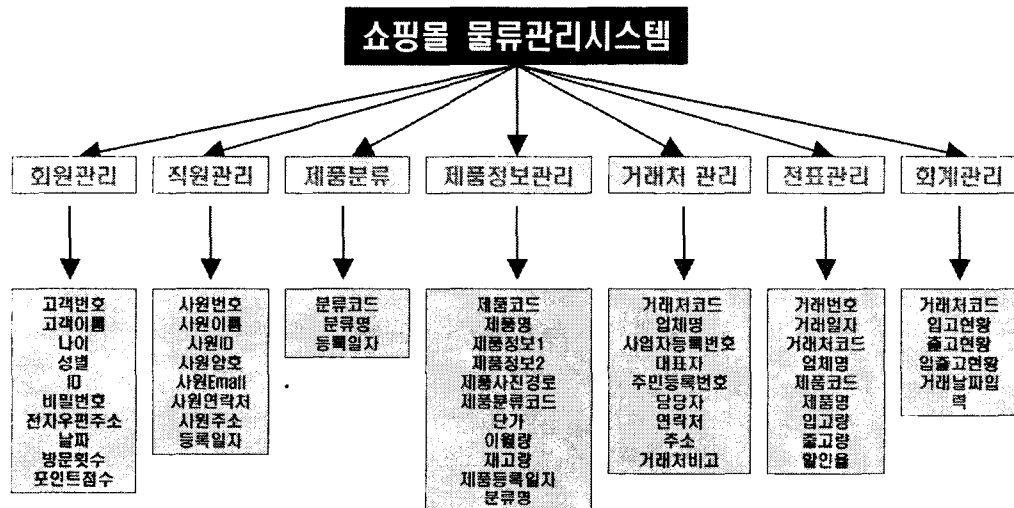 쇼핑몰 물류관리시스템
회원관리
직원관리
제품분류
제품정보관리
거래처 관리
전표관리
회계관리
고객번호
고객이름
나이
성별
ID
비밀번호
전자우편주소
날짜
방문횟수
포인트점수
사원번호
사원이름
사원ID
사원암호
사원Email
사원연락처
사원주소
등록일자
분류코드
분류명
등록일자
제품코드
제품명
제품정보1
제품정보2
제품사진경로
제품분류코드
단가
이월량
재고량
제품등록일자
분류명
거래처코드
업체명
사업자등록번호
대표자
주민등록번호
담당자
연락처
주소
거래처비고
거래번호
거래일자
거래처코드
업체명
제품코드
제품명
입고량
출고량
할인율
거래처코드
입고현황
출고현황
입출고현황
거래날짜입
력